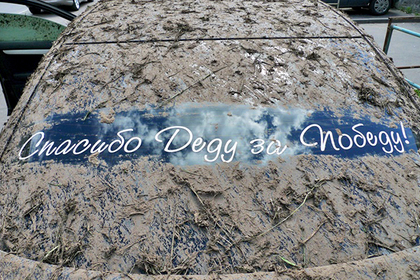 Спасибо Деду за Победу!